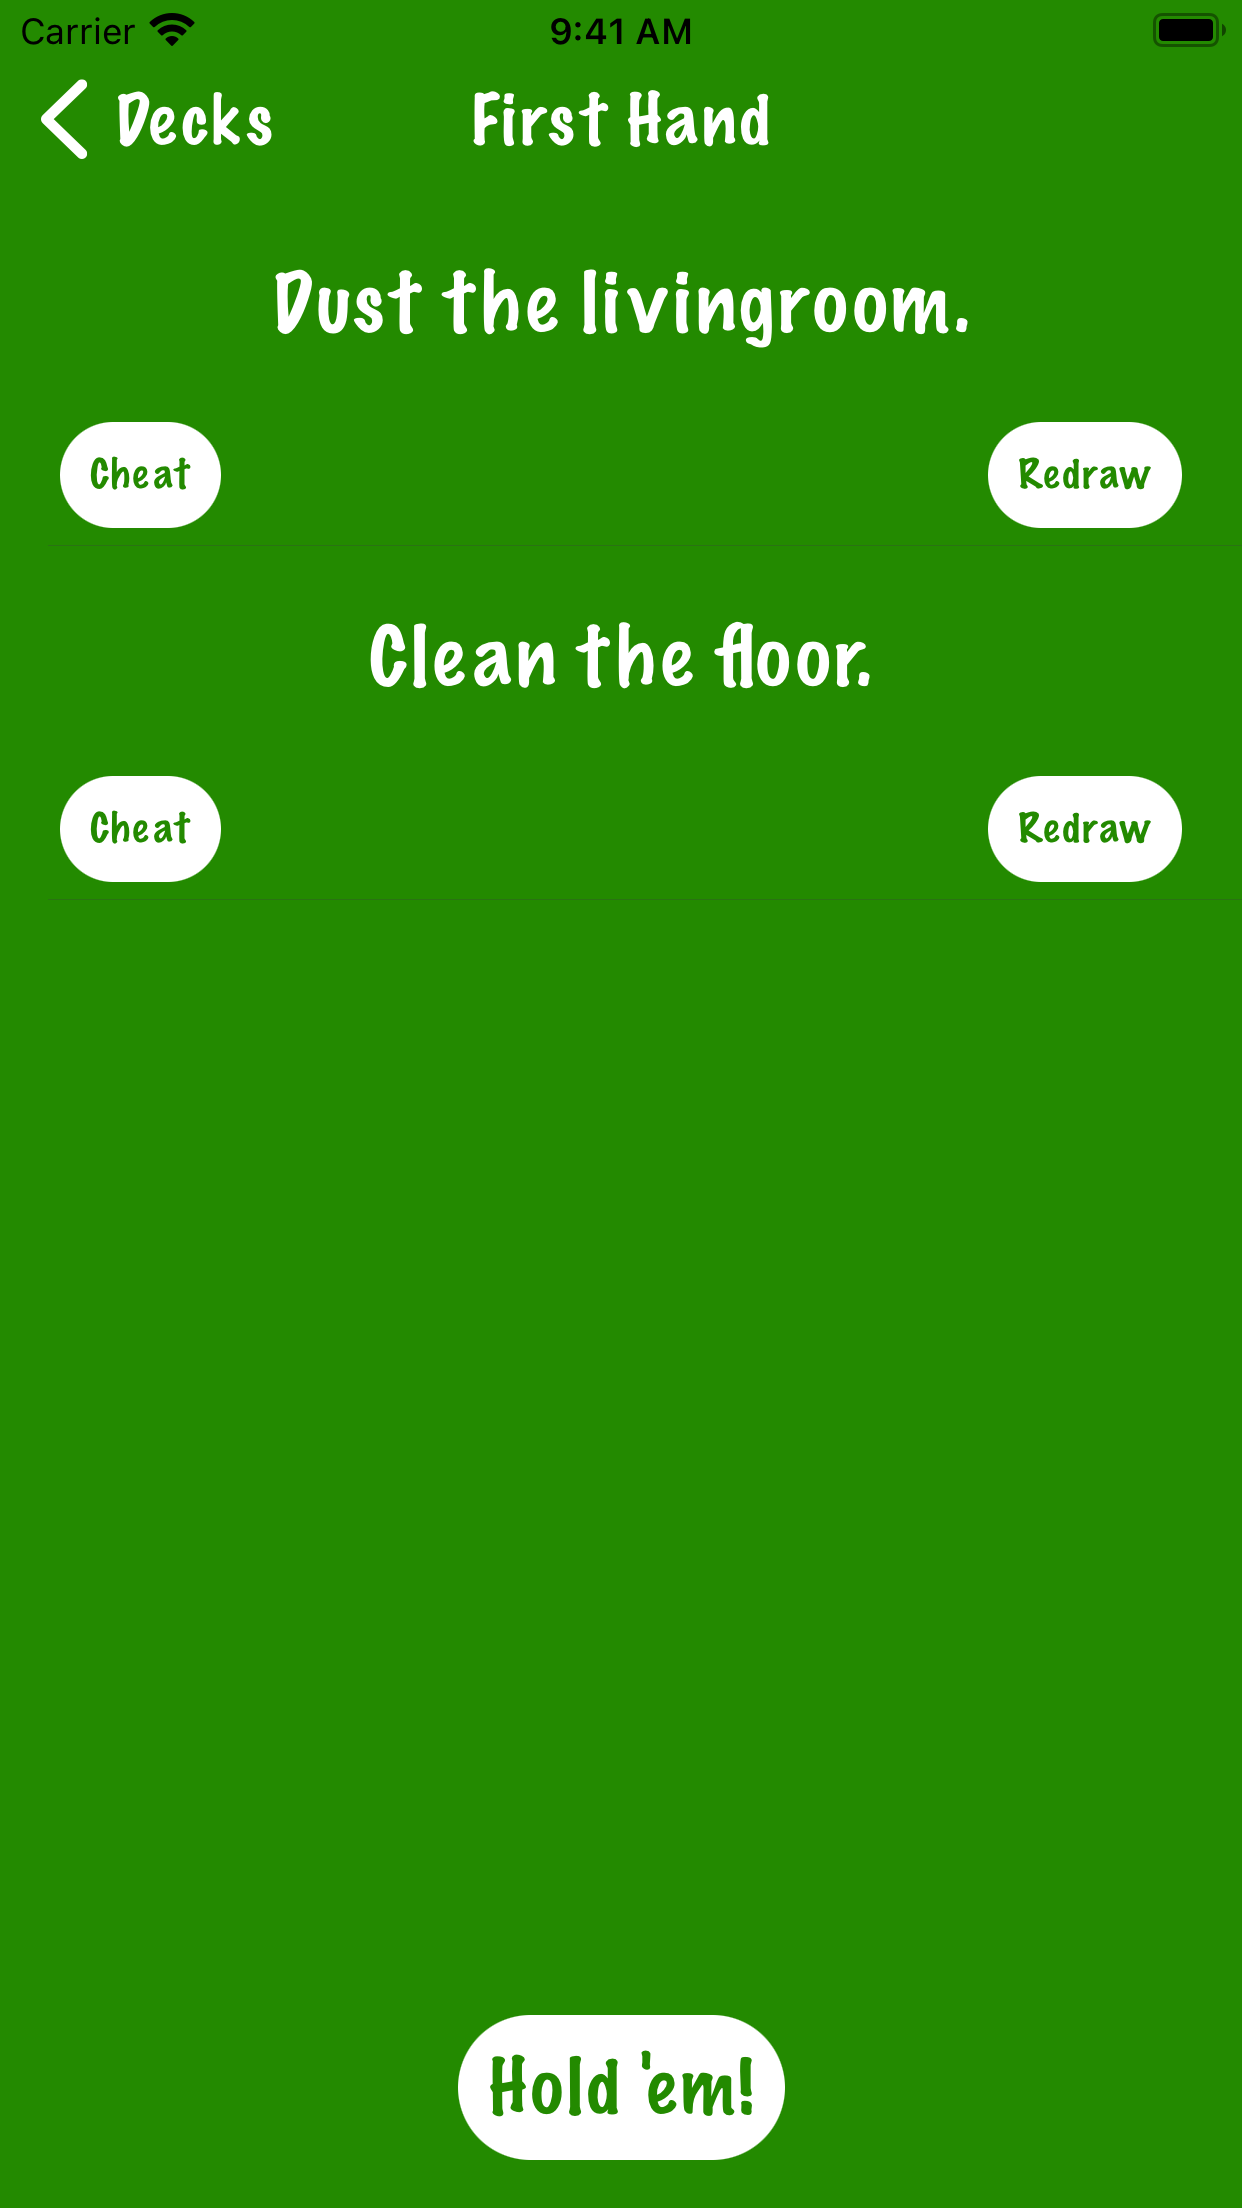 Carrier 9:41 AM
Decks First Hand
Dust the livingroom.
Cheat Redraw
Clean the floor.
Cheat Redraw
Hold 'em!